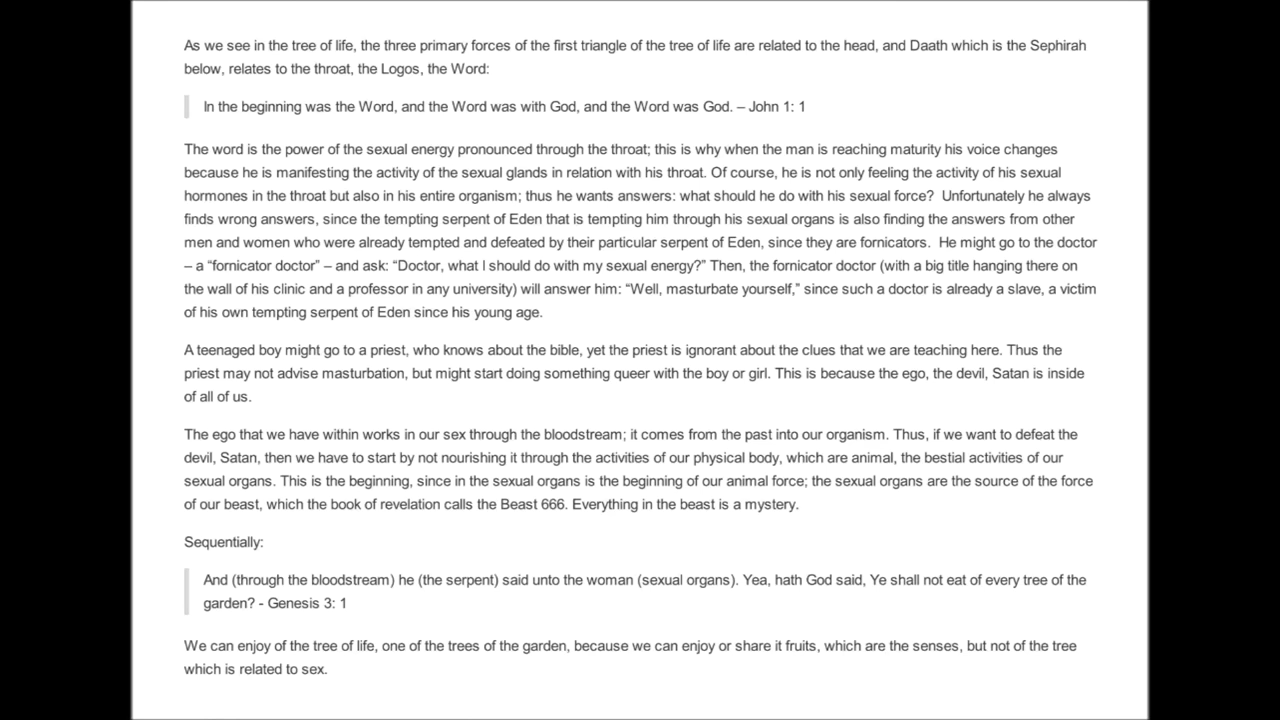 As we see in the tree of life, the three primary forces of the first triangle of the tree of life are related to the head, and Daath which is the Sephirah
below, relates to the throat, the Logos, the Word:
In the beginning was the Word, and the Word was with God, and the Word was God. – John 1: 1
The word is the power of the sexual energy pronounced through the throat; this is why when the man is reaching maturity his voice changes
because he is manifesting the activity of the sexual glands in relation with his throat. Of course, he is not only feeling the activity of his sexual
hormones in the throat but also in his entire organism; thus he wants answers: what should he do with his sexual force?  Unfortunately he always
finds wrong answers, since the tempting serpent of Eden that is tempting him through his sexual organs is also finding the answers from other
men and women who were already tempted and defeated by their particular serpent of Eden, since they are fornicators.  He might go to the doctor
– a “fornicator doctor” – and ask: “Doctor, what I should do with my sexual energy?” Then, the fornicator doctor (with a big title hanging there on
the wall of his clinic and a professor in any university) will answer him: “Well, masturbate yourself,” since such a doctor is already a slave, a victim
of his own tempting serpent of Eden since his young age.
A teenaged boy might go to a priest, who knows about the bible, yet the priest is ignorant about the clues that we are teaching here. Thus the
priest may not advise masturbation, but might start doing something queer with the boy or girl. This is because the ego, the devil, Satan is inside
of all of us.
The ego that we have within works in our sex through the bloodstream; it comes from the past into our organism. Thus, if we want to defeat the
devil, Satan, then we have to start by not nourishing it through the activities of our physical body, which are animal, the bestial activities of our
sexual organs. This is the beginning, since in the sexual organs is the beginning of our animal force; the sexual organs are the source of the force
of our beast, which the book of revelation calls the Beast 666. Everything in the beast is a mystery.
Sequentially:
And (through the bloodstream) he (the serpent) said unto the woman (sexual organs). Yea, hath God said, Ye shall not eat of every tree of the
garden? - Genesis 3: 1
We can enjoy of the tree of life, one of the trees of the garden, because we can enjoy or share it fruits, which are the senses, but not of the tree
which is related to sex.